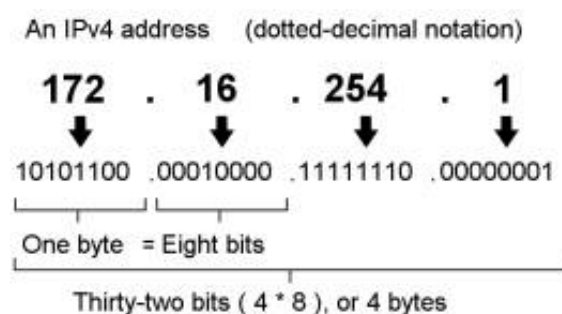 An IPv4 address (dotted-decimal notation)
172 . 16 . 254 . 1
10101100 .00010000 .11111110 .00000001
One byte = Eight bits
Thirty-two bits ( 4 * 8 ), or 4 bytes